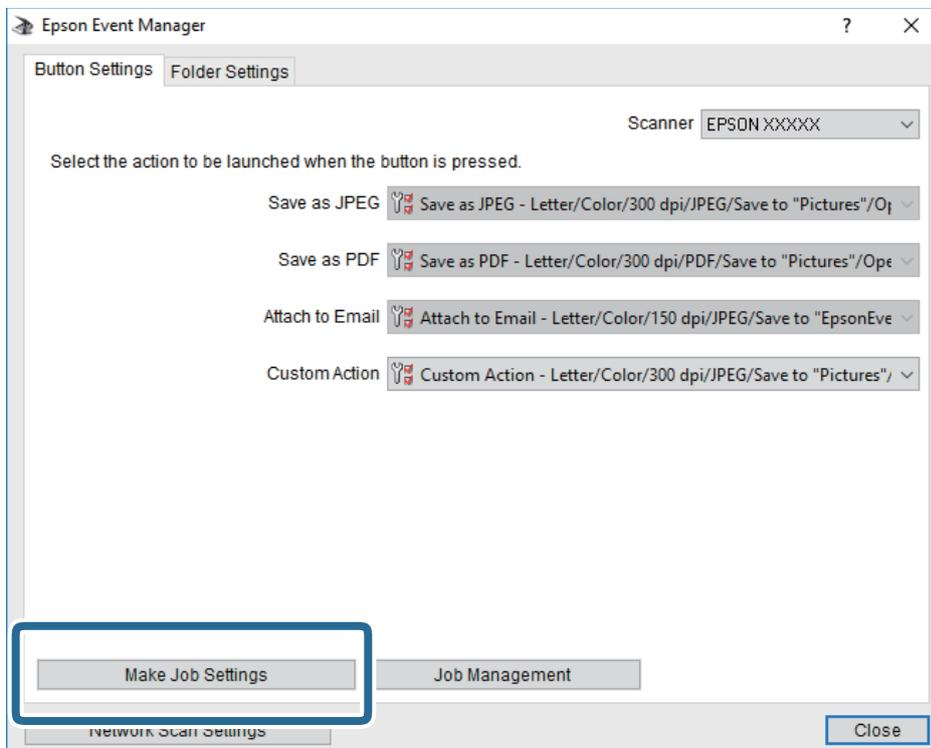 Epson Event Manager
Button Settings Folder Settings
Scanner EPSON XXXXX
Select the action to be launched when the button is pressed.
Save as JPEG Save as JPEG - Letter/Color/300 dpi/JPEG/Save to "Pictures"/Op
Save as PDF Save as PDF - Letter/Color/300 dpi/PDF/Save to "Pictures"/Ope
Attach to Email Attach to Email - Letter/Color/150 dpi/JPEG/Save to "EpsonEve
Custom Action Custom Action - Letter/Color/300 dpi/JPEG/Save to "Pictures"/
Make Job Settings Job Management
Network Scan Settings Close